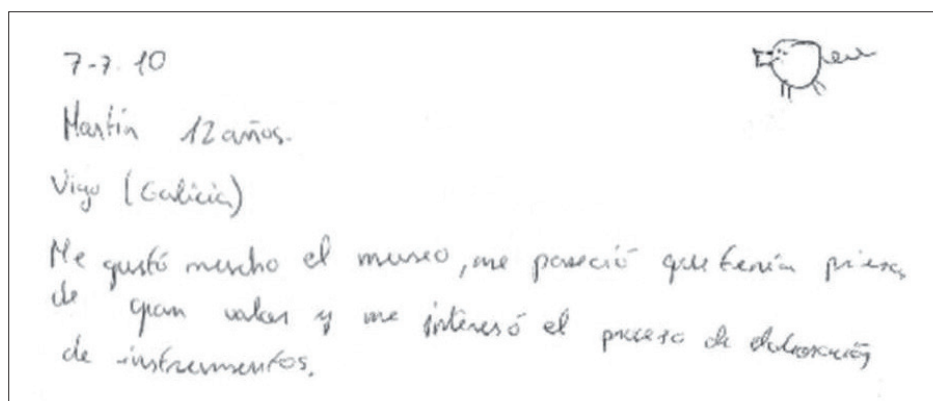 7-7-10
Martín 12 años.
Vigo (Galicia)
Me gustó mucho el museo, me pareció que tenía piezas
de gran valor y me interesó el proceso de elaboración
de instrumentos.